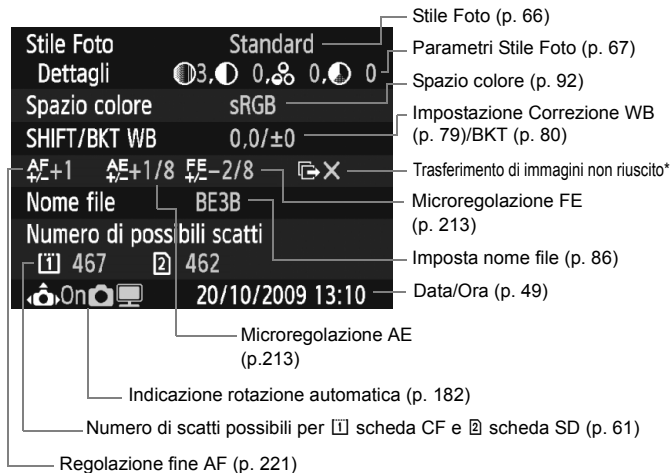 Stile Foto Standard
Dettagli 3, 0, 0, 0
Spazio colore sRGB
SHIFT/BKT WB 0,0/±0
AF+/-+1 AE+/-+1/8 FE+/-−2/8
Nome file BE3B
Numero di possibili scatti
[1] 467 [2] 462
On 20/10/2009 13:10
Stile Foto (p. 66)
Parametri Stile Foto (p. 67)
Spazio colore (p. 92)
Impostazione Correzione WB
(p. 79)/BKT (p. 80)
Trasferimento di immagini non riuscito*
Microregolazione FE
(p. 213)
Imposta nome file (p. 86)
Data/Ora (p. 49)
Microregolazione AE
(p.213)
Indicazione rotazione automatica (p. 182)
Numero di scatti possibili per [1] scheda CF e [2] scheda SD (p. 61)
Regolazione fine AF (p. 221)